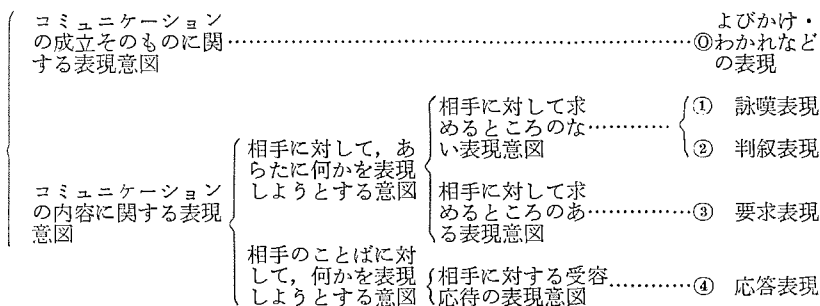 コミュニケーション
の成立そのものに関
する表現意図
⓪
よびかけ・
わかれなど
の表現
コミュニケーション
の内容に関する表現
意図
相手に対して，あ
らたに何かを表現
しようとする意図
相手に対して求
めるところのな
い表現意図
① 詠嘆表現
② 判叙表現
相手に対して求
めるところのあ
る表現意図
③ 要求表現
相手のことばに対
して，何かを表現
しようとする意図
相手に対する受容
応待の表現意図
④ 応答表現